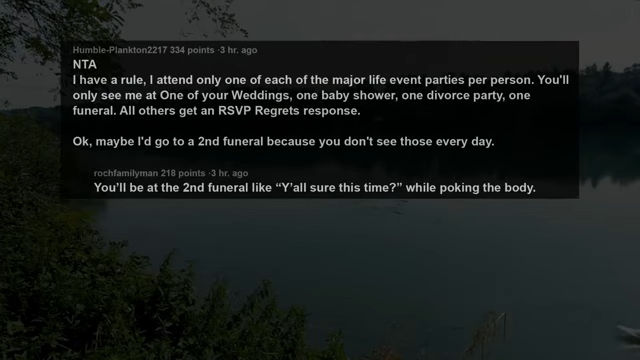 Humble-Plankton2217 334 points ·3 hr. ago
NTA
I have a rule, I attend only one of each of the major life event parties per person. You'll
only see me at One of your Weddings, one baby shower, one divorce party, one
funeral. All others get an RSVP Regrets response.
Ok, maybe I'd go to a 2nd funeral because you don't see those every day.
rochfamilyman 218 points ·3 hr. ago
You’ll be at the 2nd funeral like “Y’all sure this time?” while poking the body.